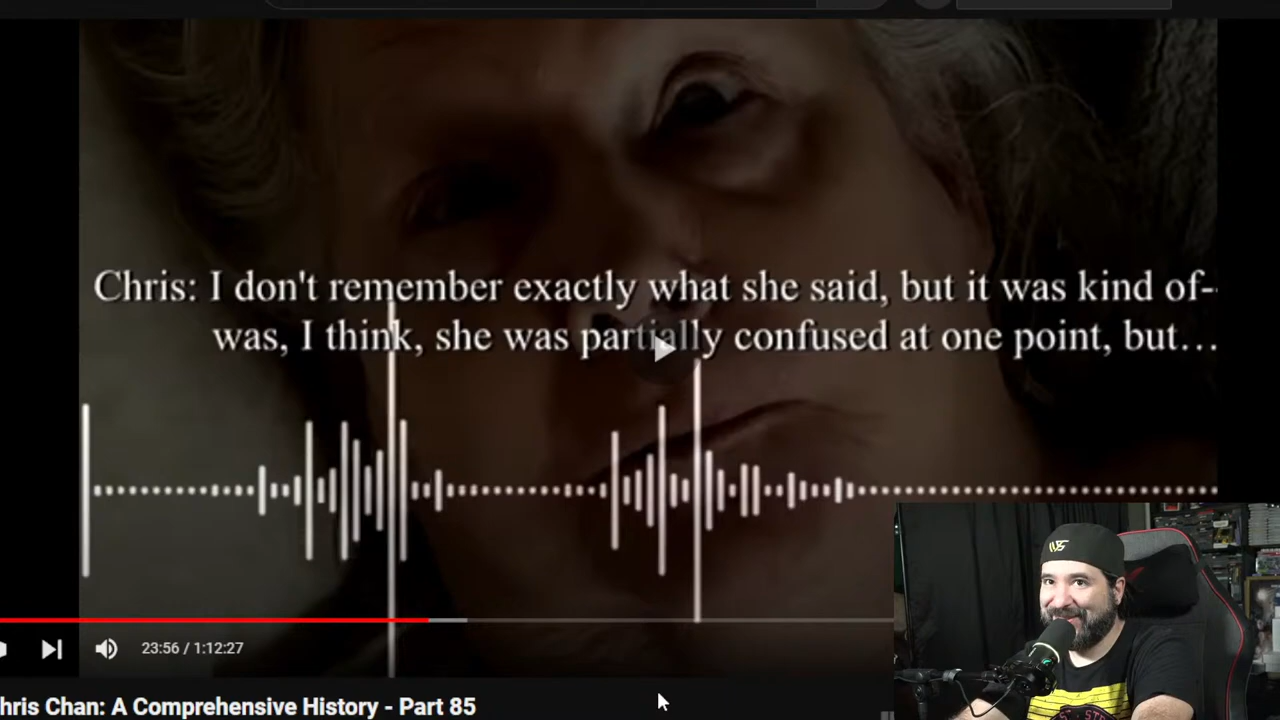 Chris: I don't remember exactly what she said, but it was kind of-
was, I think, she was partially confused at one point, but…
23:56 / 1:12:27
hris Chan: A Comprehensive History - Part 85